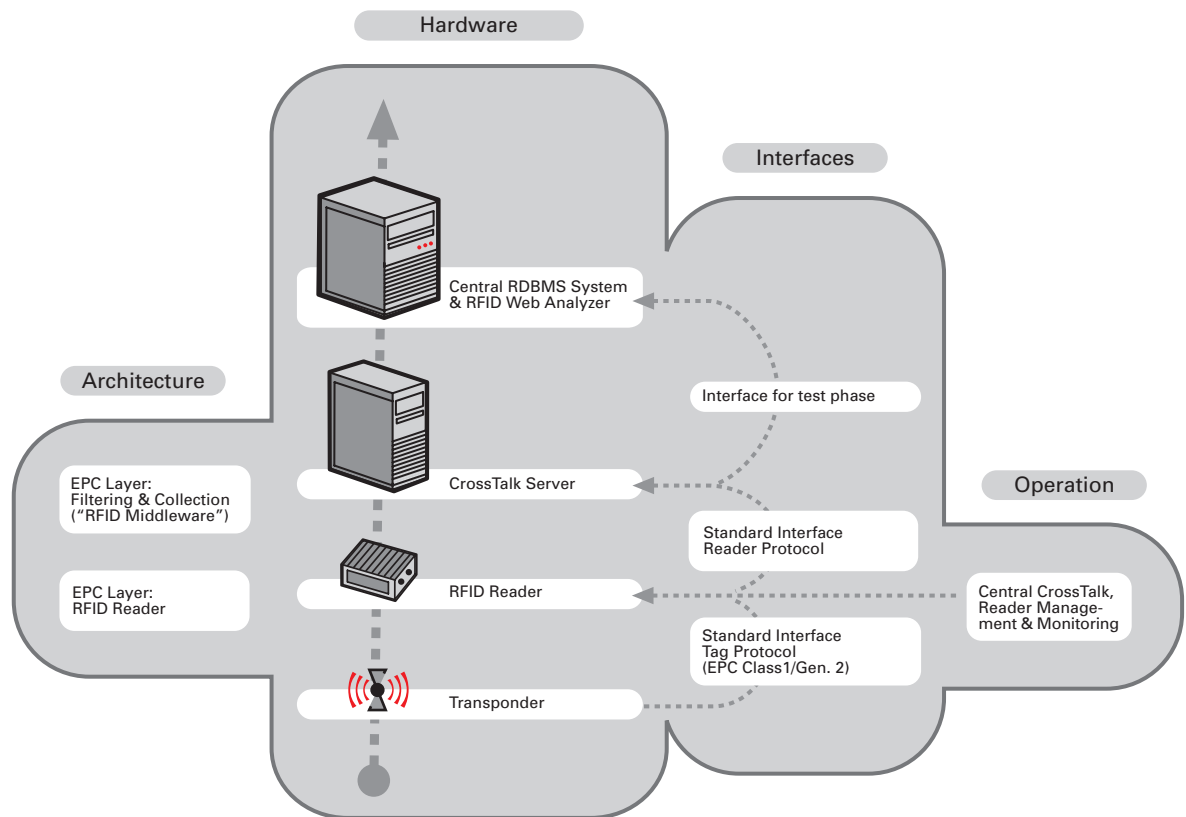 Hardware
Interfaces
Central RDBMS System
& RFID Web Analyzer
Architecture
Interface for test phase
EPC Layer:
Filtering & Collection
(“RFID Middleware”)
CrossTalk Server
Operation
Standard Interface
Reader Protocol
EPC Layer:
RFID Reader
RFID Reader
Central CrossTalk,
Reader Manage-
ment & Monitoring
Standard Interface
Tag Protocol
(EPC Class1/Gen. 2)
Transponder